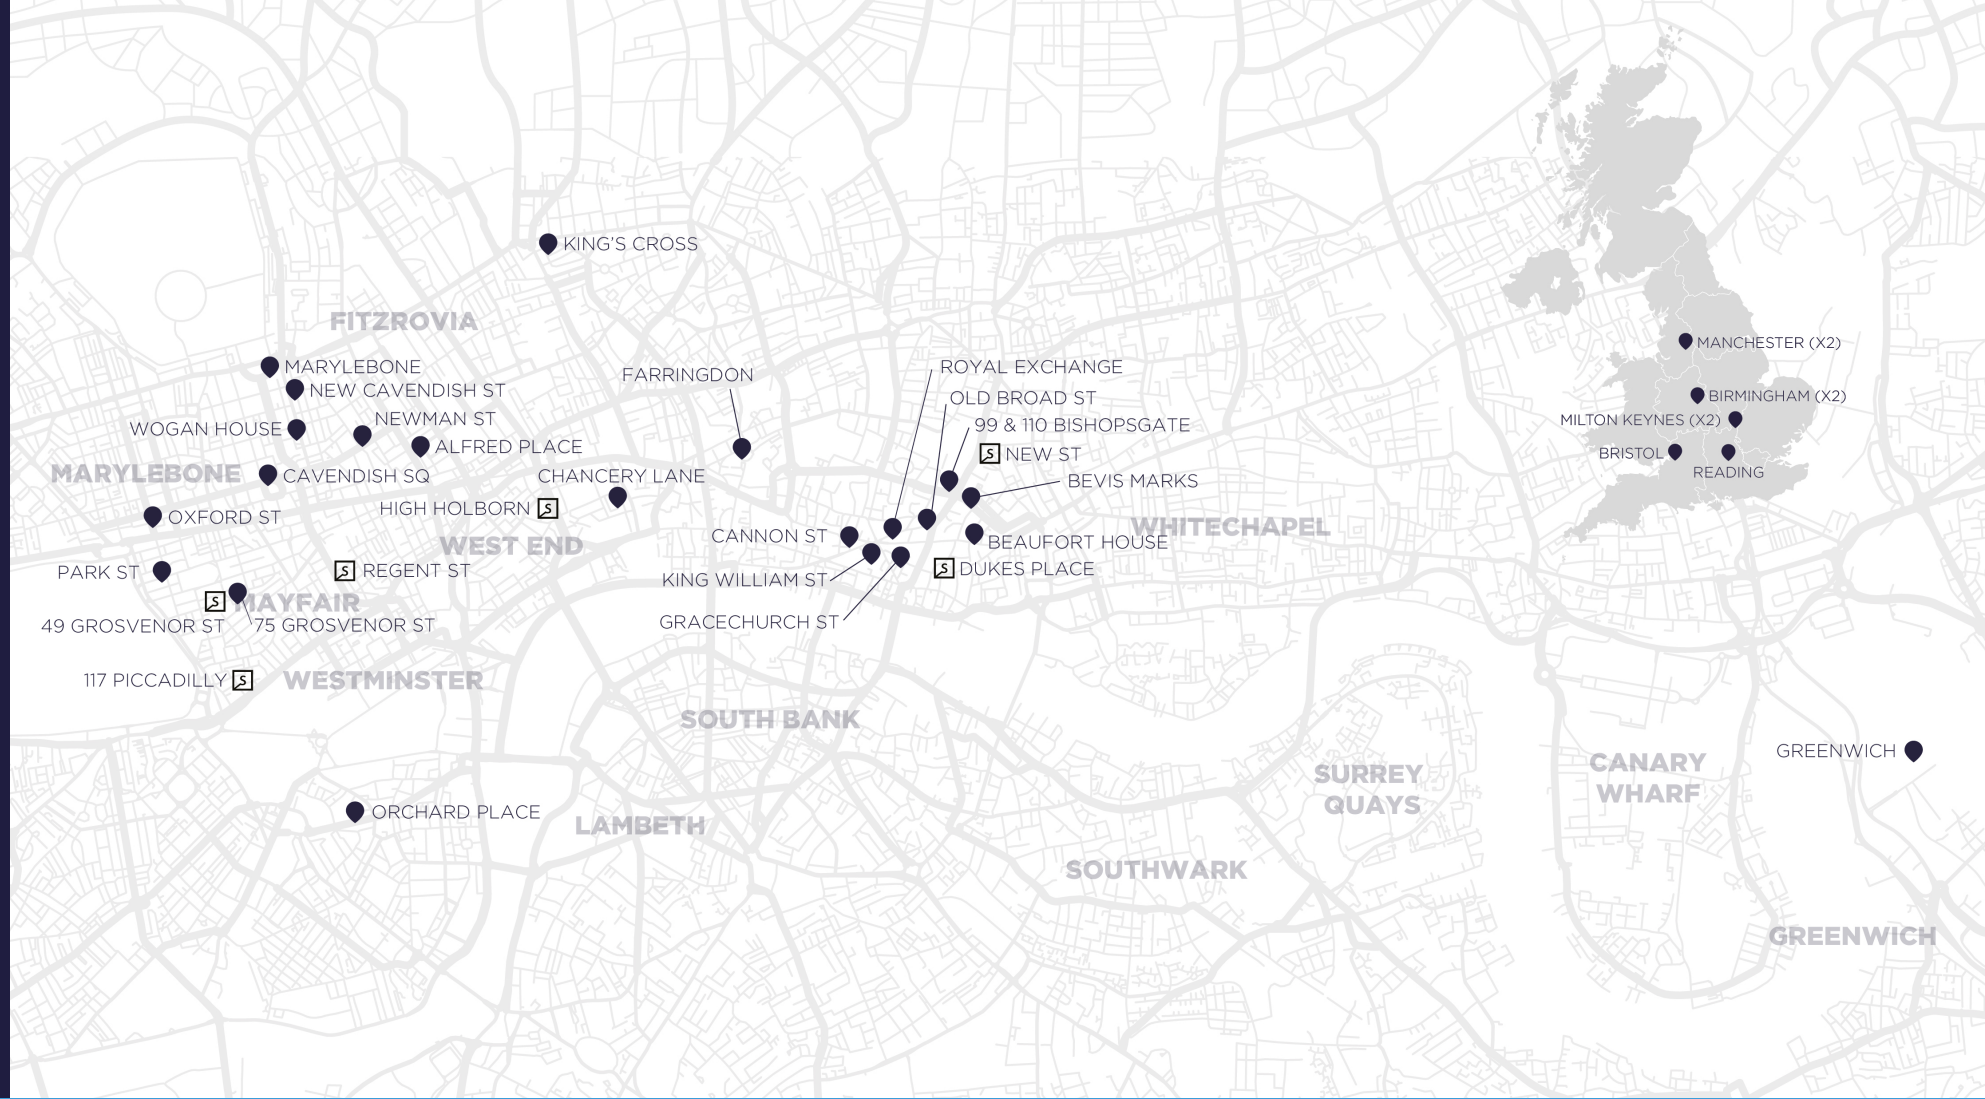 KING'S CROSS
FITZROVIA
MANCHESTER (X2)
MARYLEBONE
ROYAL EXCHANGE
FARRINGDON
NEW CAVENDISH ST
OLD BROAD ST
BIRMINGHAM (X2)
NEWMAN ST
99 & 110 BISHOPSGATE
MILTON KEYNES (X2)
WOGAN HOUSE
ALFRED PLACE
S NEW ST
BRISTOL
READING
MARYLEBONE
CAVENDISH SQ
CHANCERY LANE
BEVIS MARKS
HIGH HOLBORN S
OXFORD ST
WHITECHAPEL
CANNON ST
WEST END
BEAUFORT HOUSE
PARK ST
S REGENT ST
S DUKES PLACE
KING WILLIAM ST
S MAYFAIR
GRACECHURCH ST
49 GROSVENOR ST
75 GROSVENOR ST
117 PICCADILLY S
WESTMINSTER
SOUTH BANK
GREENWICH
CANARY
WHARF
SURREY
QUAYS
ORCHARD PLACE
LAMBETH
SOUTHWARK
GREENWICH